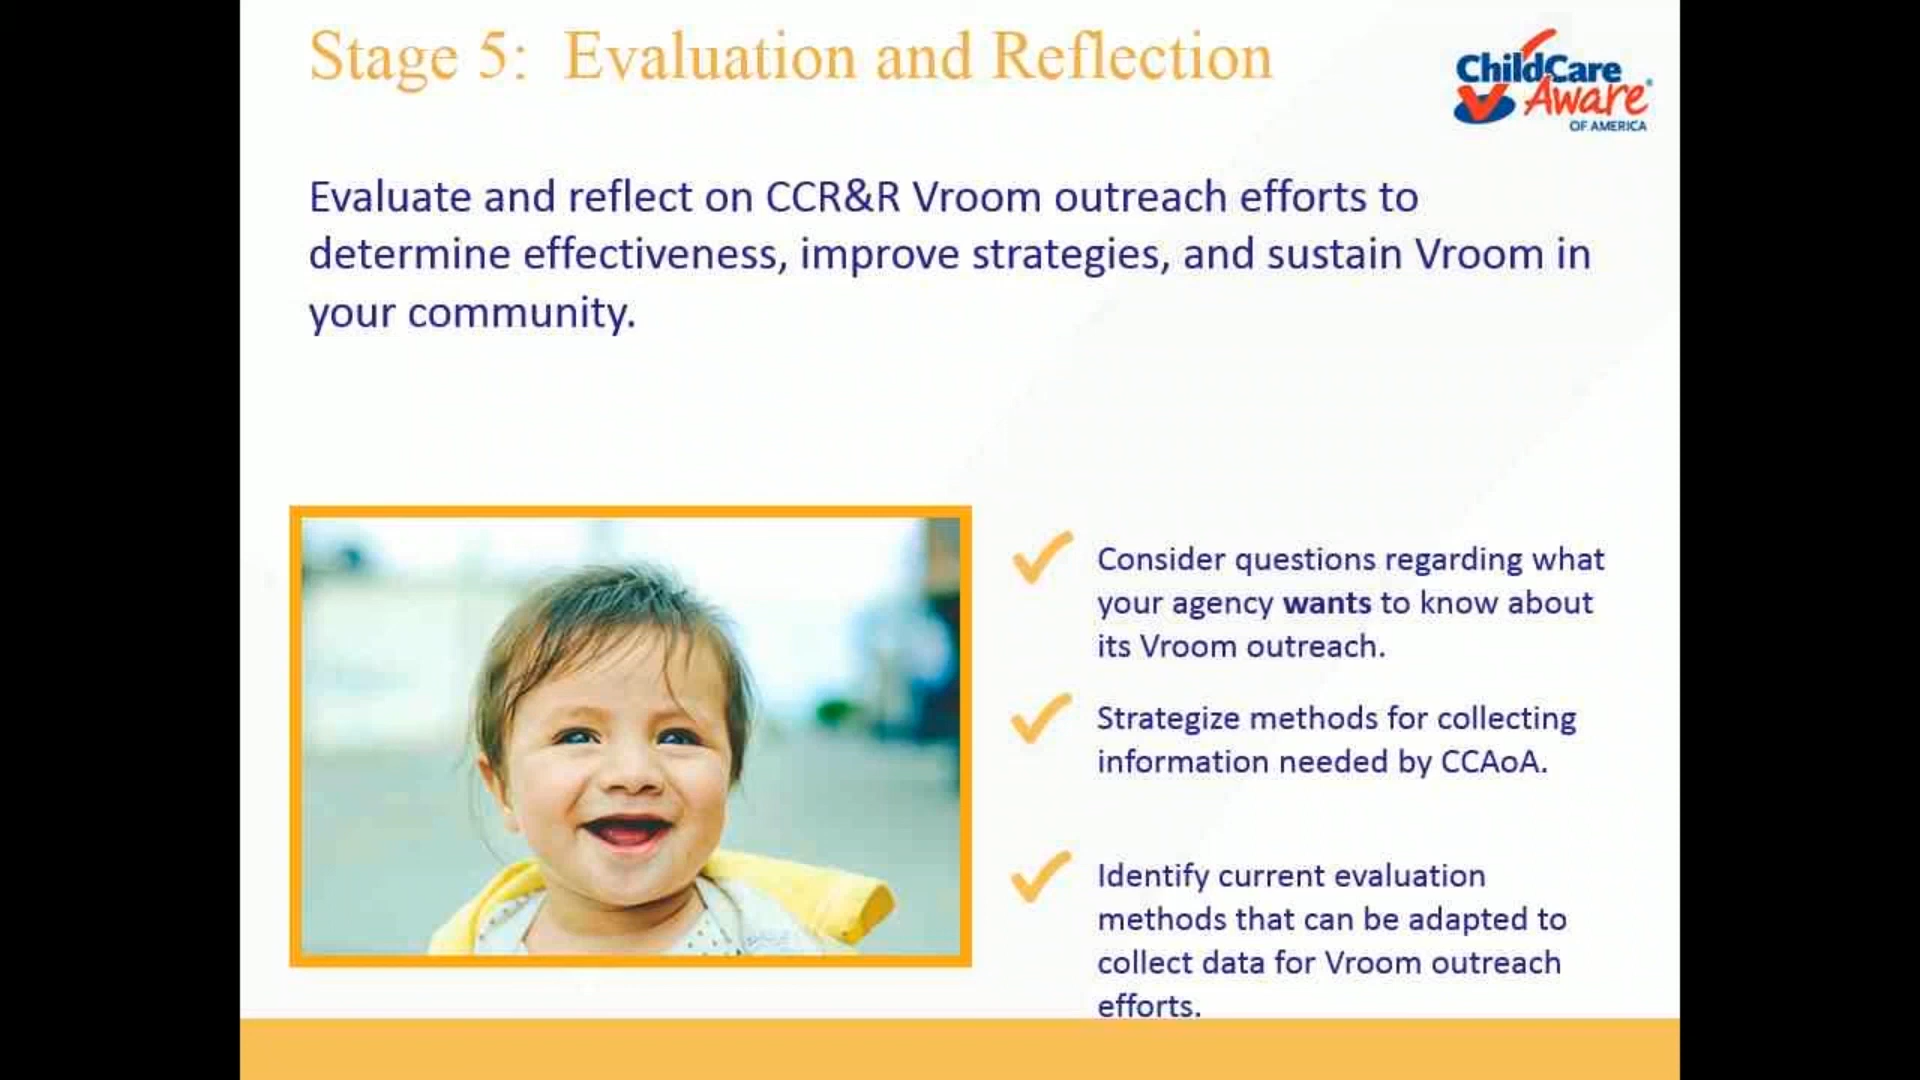 Stage 5: Evaluation and Reflection
ChildCare
Aware®
OF AMERICA
Evaluate and reflect on CCR&R Vroom outreach efforts to
determine effectiveness, improve strategies, and sustain Vroom in
your community.
Consider questions regarding what
your agency wants to know about
its Vroom outreach.
Strategize methods for collecting
information needed by CCAoA.
Identify current evaluation
methods that can be adapted to
collect data for Vroom outreach
efforts.